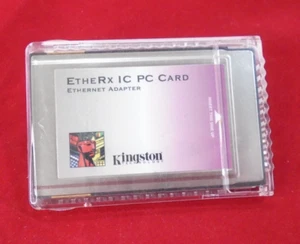 EtheRx IC PC Card
Ethernet Adapter
Kingston